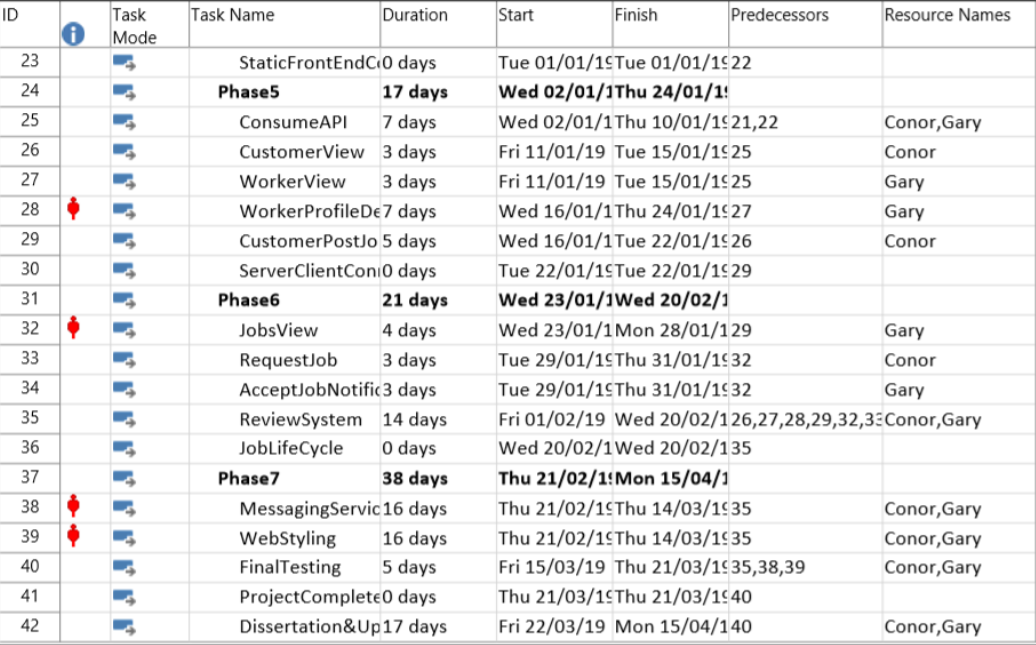 ID Task Mode Task Name Duration Start Finish Predecessors Resource Names
23 StaticFrontEndC 0 days Tue 01/01/19 Tue 01/01/19 22
24 Phase5 17 days Wed 02/01/1 Thu 24/01/19
25 ConsumeAPI 7 days Wed 02/01/1 Thu 10/01/19 21,22 Conor,Gary
26 CustomerView 3 days Fri 11/01/19 Tue 15/01/19 25 Conor
27 WorkerView 3 days Fri 11/01/19 Tue 15/01/19 25 Gary
28 WorkerProfileDe 7 days Wed 16/01/1 Thu 24/01/19 27 Gary
29 CustomerPostJo 5 days Wed 16/01/1 Tue 22/01/19 26 Conor
30 ServerClientCon 0 days Tue 22/01/19 Tue 22/01/19 29
31 Phase6 21 days Wed 23/01/1 Wed 20/02/1
32 JobsView 4 days Wed 23/01/1 Mon 28/01/1 29 Gary
33 RequestJob 3 days Tue 29/01/19 Thu 31/01/19 32 Conor
34 AcceptJobNotific 3 days Tue 29/01/19 Thu 31/01/19 32 Gary
35 ReviewSystem 14 days Fri 01/02/19 Wed 20/02/1 26,27,28,29,32,33 Conor,Gary
36 JobLifeCycle 0 days Wed 20/02/1 Wed 20/02/1 35
37 Phase7 38 days Thu 21/02/19 Mon 15/04/1
38 MessagingServic 16 days Thu 21/02/19 Thu 14/03/19 35 Conor,Gary
39 WebStyling 16 days Thu 21/02/19 Thu 14/03/19 35 Conor,Gary
40 FinalTesting 5 days Fri 15/03/19 Thu 21/03/19 35,38,39 Conor,Gary
41 ProjectComplete 0 days Thu 21/03/19 Thu 21/03/19 40
42 Dissertation&Up 17 days Fri 22/03/19 Mon 15/04/1 40 Conor,Gary